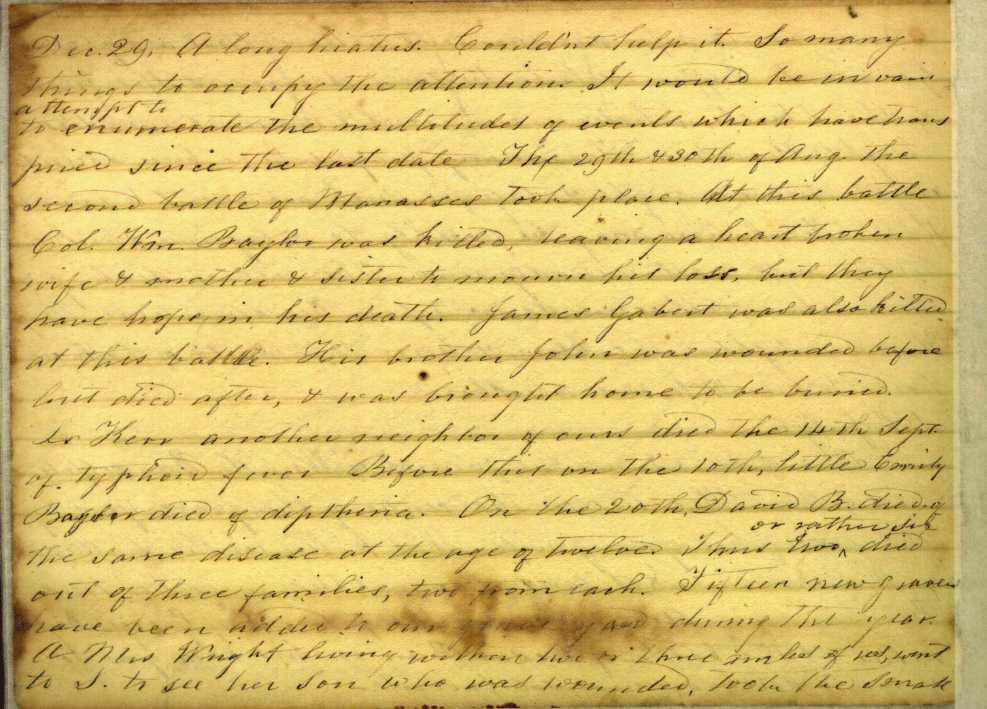 Dec. 29. A long hiatus. Couldn't help it. So many
things to occupy the attention. It would be in vain
attempt to
to enumerate the multitudes of events which have trans
pired since the last date The 29th & 30th of Aug. the
second battle of Manasses took place. At this battle
Col. Wm. Baylor was killed, leaving a heart broken
wife & mother & sister to mourn his loss, but they
have hope in his death. James Gabert was also killed
at this battle. His brother John was wounded before
but died after, & was brought home to be buried.
Kerr another neighbor of ours died the 14th Sept.
of typhoid fever Before this on the 10th, little Emily
Baylor died of diptheria. On the 20th, David B. died of
or rather six
the same disease at the age of twelve. Thus two ^ died
out of three families, two from each. Fifteen new graves
have been added to our grave yard during this year.
A Mrs Wright living within two or three miles of us, went
to S. to see her son who was wounded, took the small